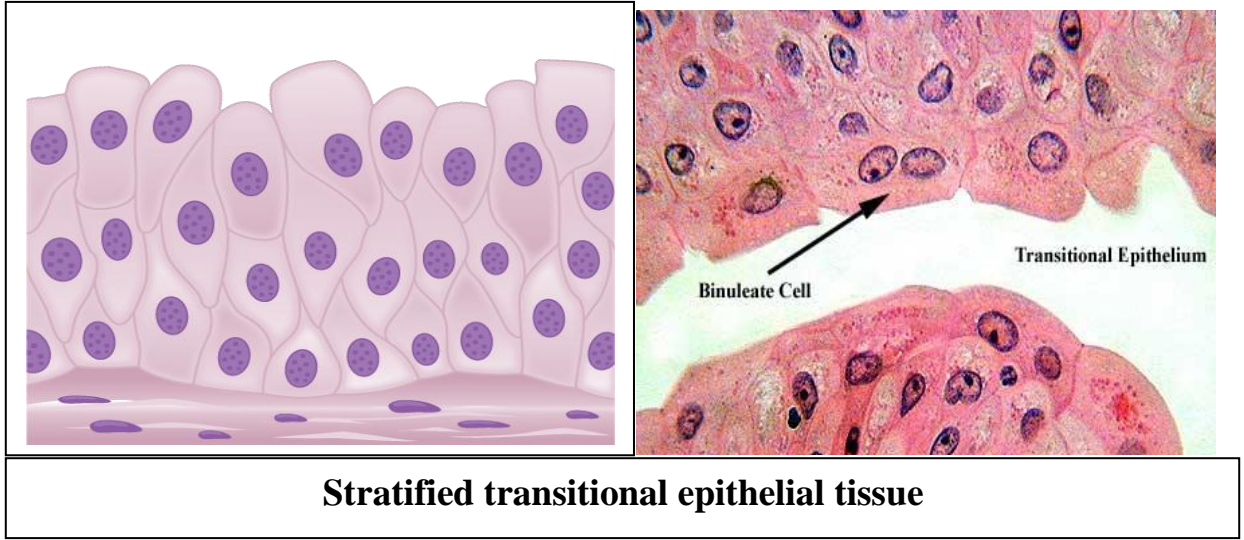 Transitional Epithelium
Binuleate Cell
Stratified transitional epithelial tissue